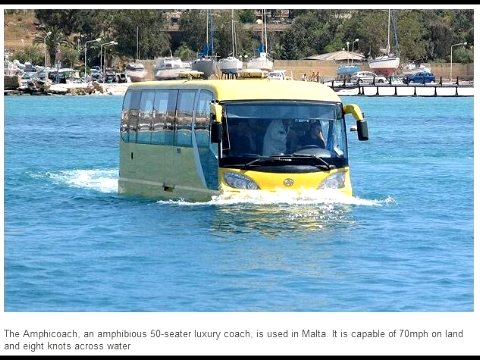 The Amphicoach, an amphibious 50-seater luxury coach, is used in Malta. It is capable of 70mph on land
and eight knots across water